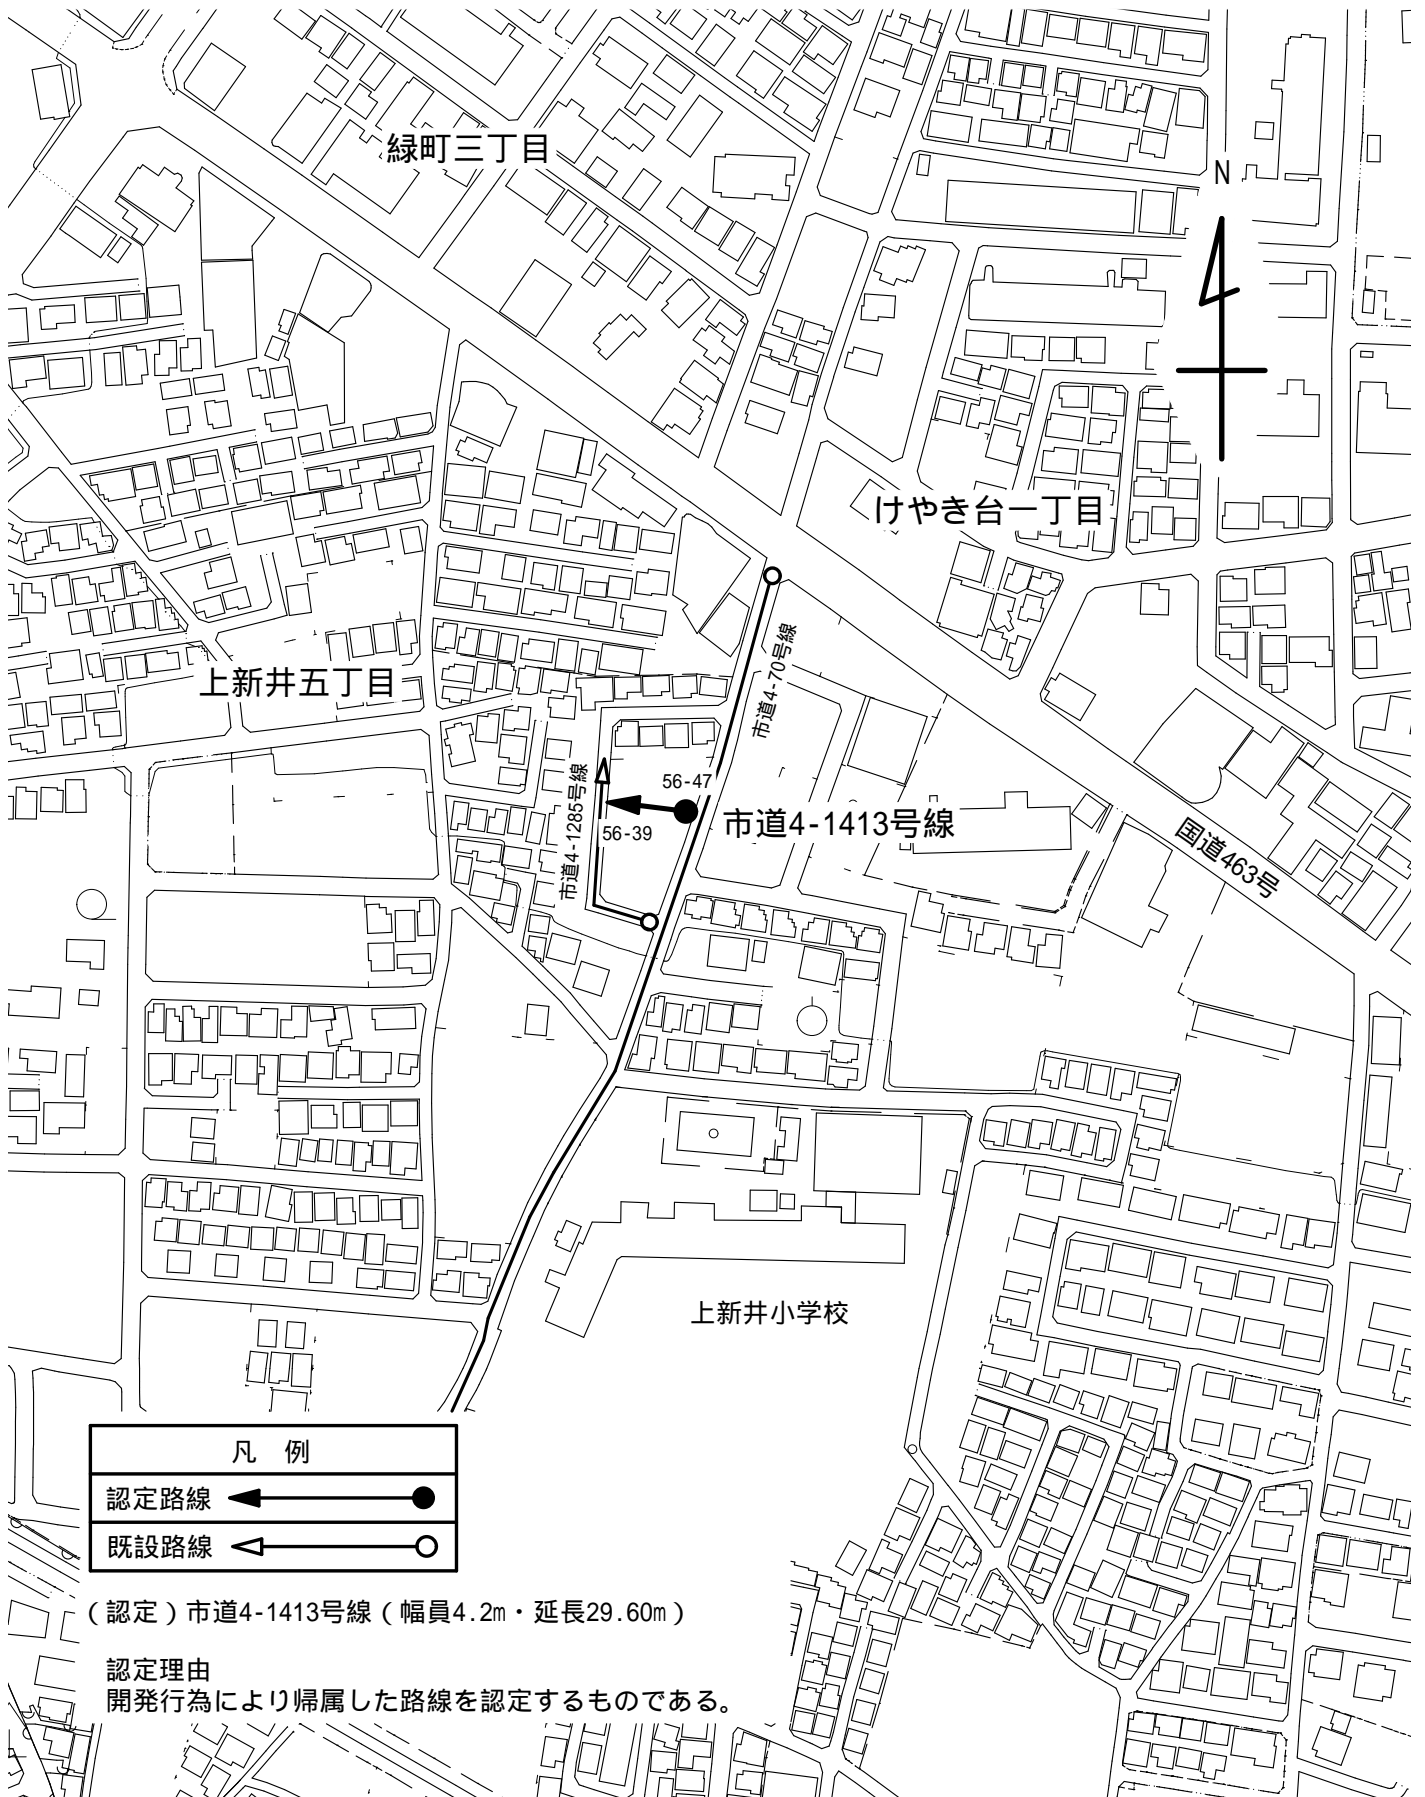 緑町三丁目
N
けやき台一丁目
上新井五丁目
市道4-70号線
市道4-1285号線
56-47
56-39
市道4-1413号線
国道463号
上新井小学校
凡 例
認定路線
既設路線
（認定）市道4-1413号線（幅員4.2m・延長29.60m）
認定理由
開発行為により帰属した路線を認定するものである。